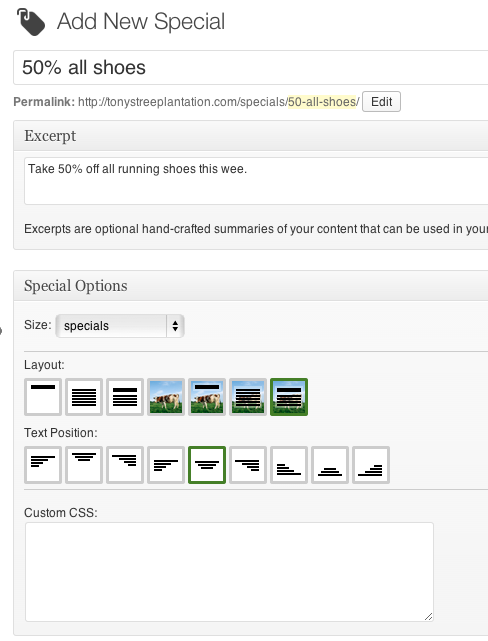 Add New Special
50% all shoes
Permalink: http://tonystreeplantation.com/specials/50-all-shoes/ Edit
Excerpt
Take 50% off all running shoes this wee.
Excerpts are optional hand-crafted summaries of your content that can be used in your
Special Options
Size: specials
Layout:
Text Position:
Custom CSS: